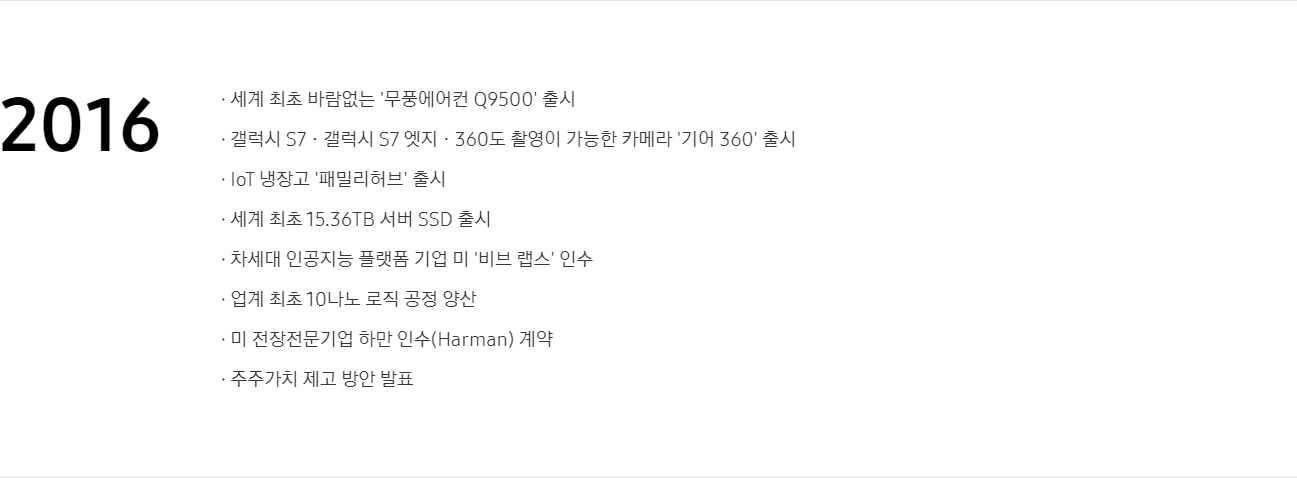 2016
· 세계 최초 바람없는 '무풍에어컨 Q9500' 출시
· 갤럭시 S7 · 갤럭시 S7 엣지 · 360도 촬영이 가능한 카메라 '기어 360' 출시
· IoT 냉장고 '패밀리허브' 출시
· 세계 최초 15.36TB 서버 SSD 출시
· 차세대 인공지능 플랫폼 기업 미 '비브 랩스' 인수
· 업계 최초 10나노 로직 공정 양산
· 미 전장전문기업 하만 인수(Harman) 계약
· 주주가치 제고 방안 발표